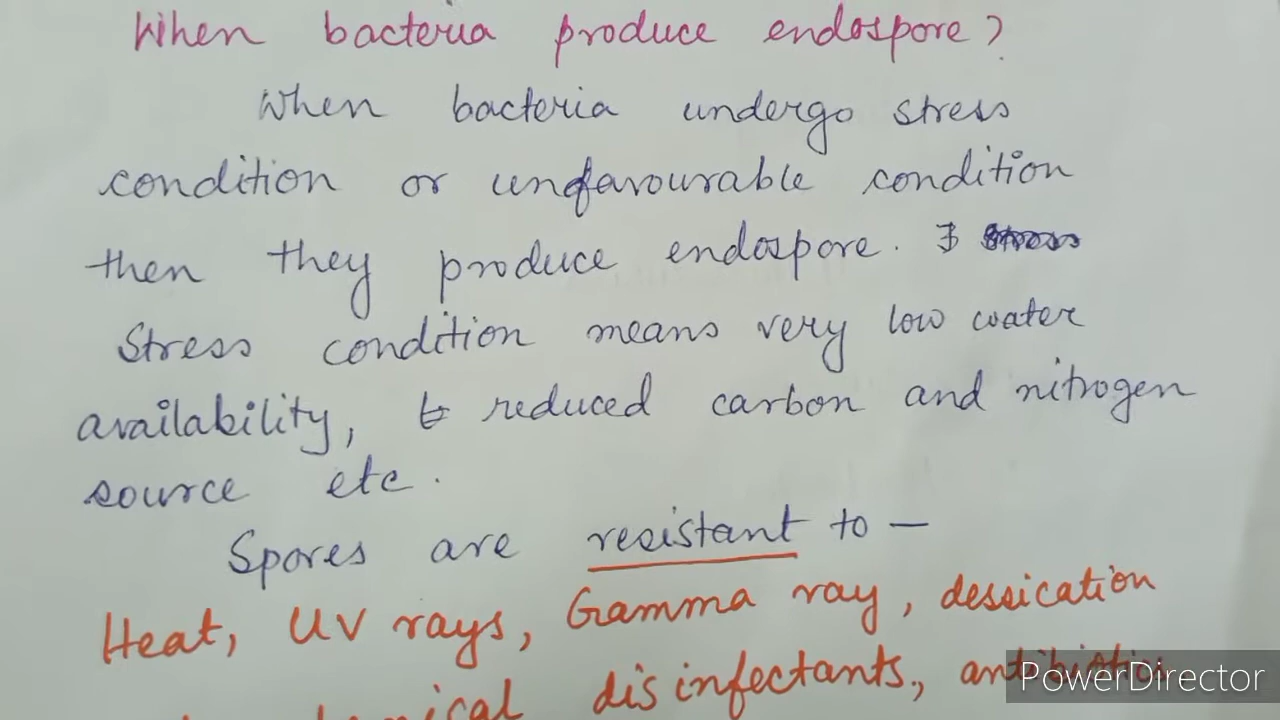 When bacteria produce endospore?
When bacteria undergo stress
condition or unfavourable condition
then they produce endospore.
Stress condition means very low water
availability, reduced carbon and nitrogen
source etc.
Spores are resistant to —
Heat, UV rays, Gamma ray, dessication
disinfectants, antibiotics
PowerDirector